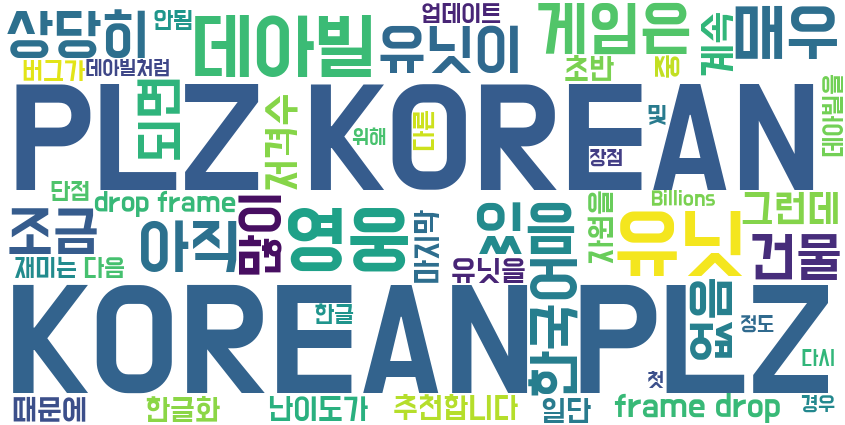 상당히
안됨
데아빌
유닛이
업데이트
게임은
계속
매우
버그가
데아빌처럼
되면
초반
중
PLZ KOREAN
저격수
위해
다른
장점
및
데아빌을
단점
drop frame
조금
아직
맵이
영웅
마지막
있음
자원을
유닛
Billions
그런데
건물
재미는
다음
유닛을
한국어
KOREAN PLZ
한글
없음
정도
첫
다시
때문에
한글화
난이도가
추천합니다
일단
frame drop
경우